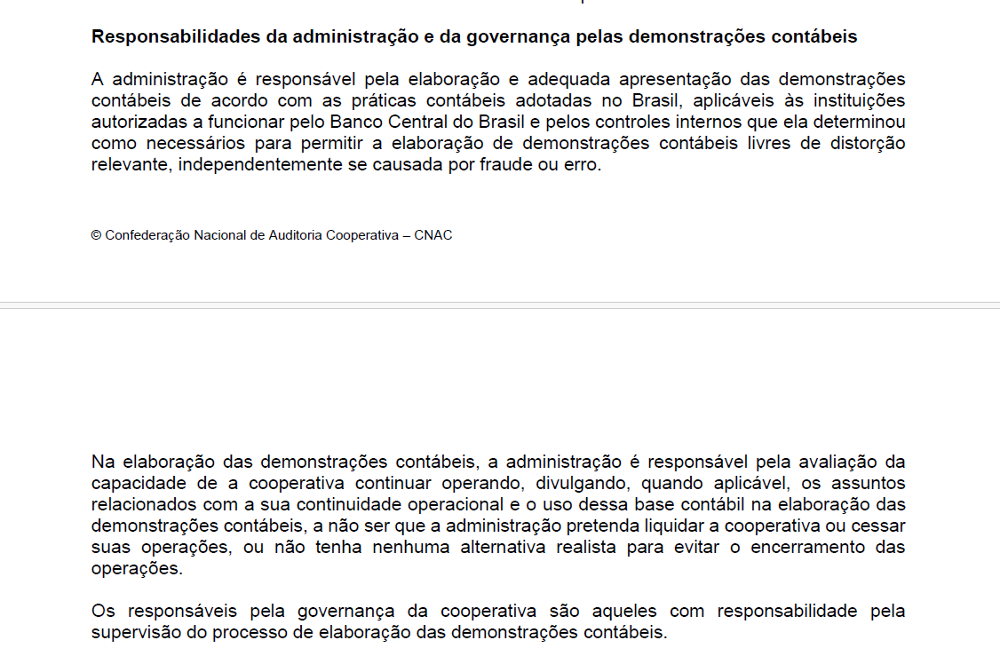 Responsabilidades da administração e da governança pelas demonstrações contábeis
A administração é responsável pela elaboração e adequada apresentação das demonstrações
contábeis de acordo com as práticas contábeis adotadas no Brasil, aplicáveis às instituições
autorizadas a funcionar pelo Banco Central do Brasil e pelos controles internos que ela determinou
como necessários para permitir a elaboração de demonstrações contábeis livres de distorção
relevante, independentemente se causada por fraude ou erro.
© Confederação Nacional de Auditoria Cooperativa – CNAC
Na elaboração das demonstrações contábeis, a administração é responsável pela avaliação da
capacidade de a cooperativa continuar operando, divulgando, quando aplicável, os assuntos
relacionados com a sua continuidade operacional e o uso dessa base contábil na elaboração das
demonstrações contábeis, a não ser que a administração pretenda liquidar a cooperativa ou cessar
suas operações, ou não tenha nenhuma alternativa realista para evitar o encerramento das
operações.
Os responsáveis pela governança da cooperativa são aqueles com responsabilidade pela
supervisão do processo de elaboração das demonstrações contábeis.